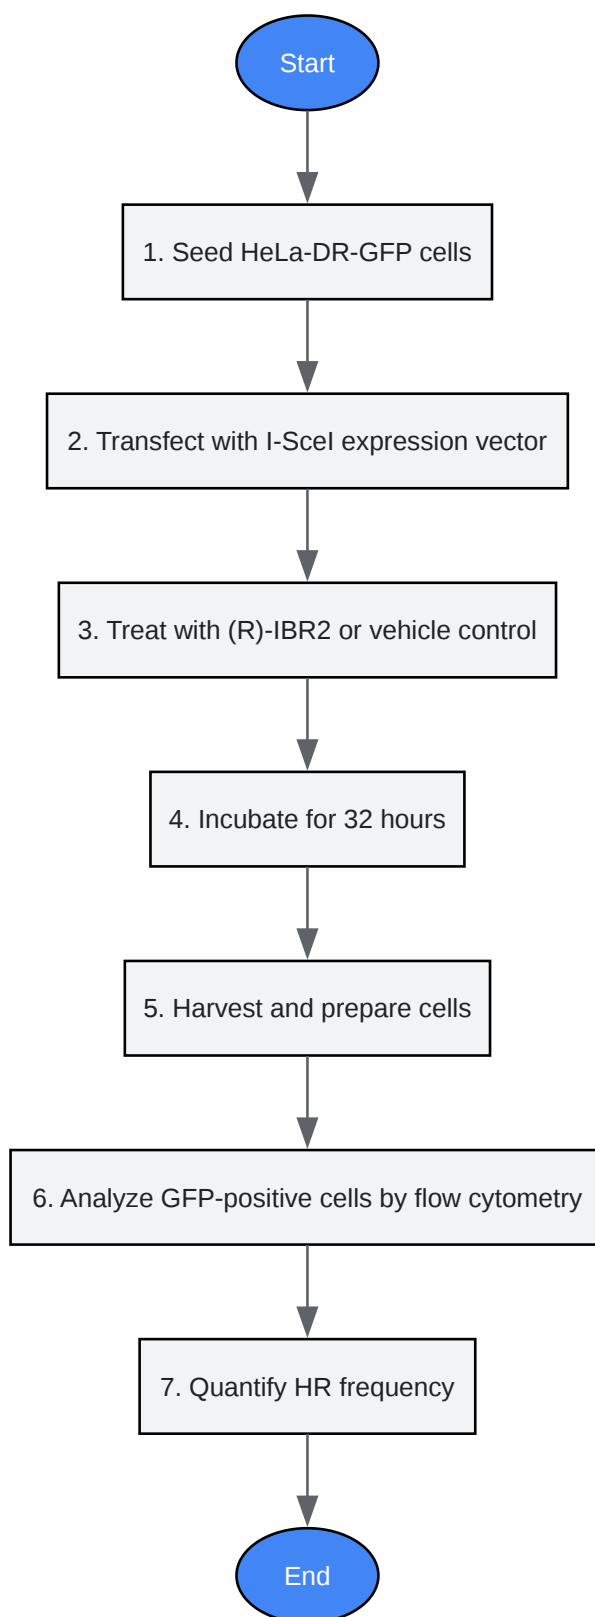 Start
1. Seed HeLa-DR-GFP cells
2. Transfect with I-SceI expression vector
3. Treat with (R)-IBR2 or vehicle control
4. Incubate for 32 hours
5. Harvest and prepare cells
6. Analyze GFP-positive cells by flow cytometry
7. Quantify HR frequency
End